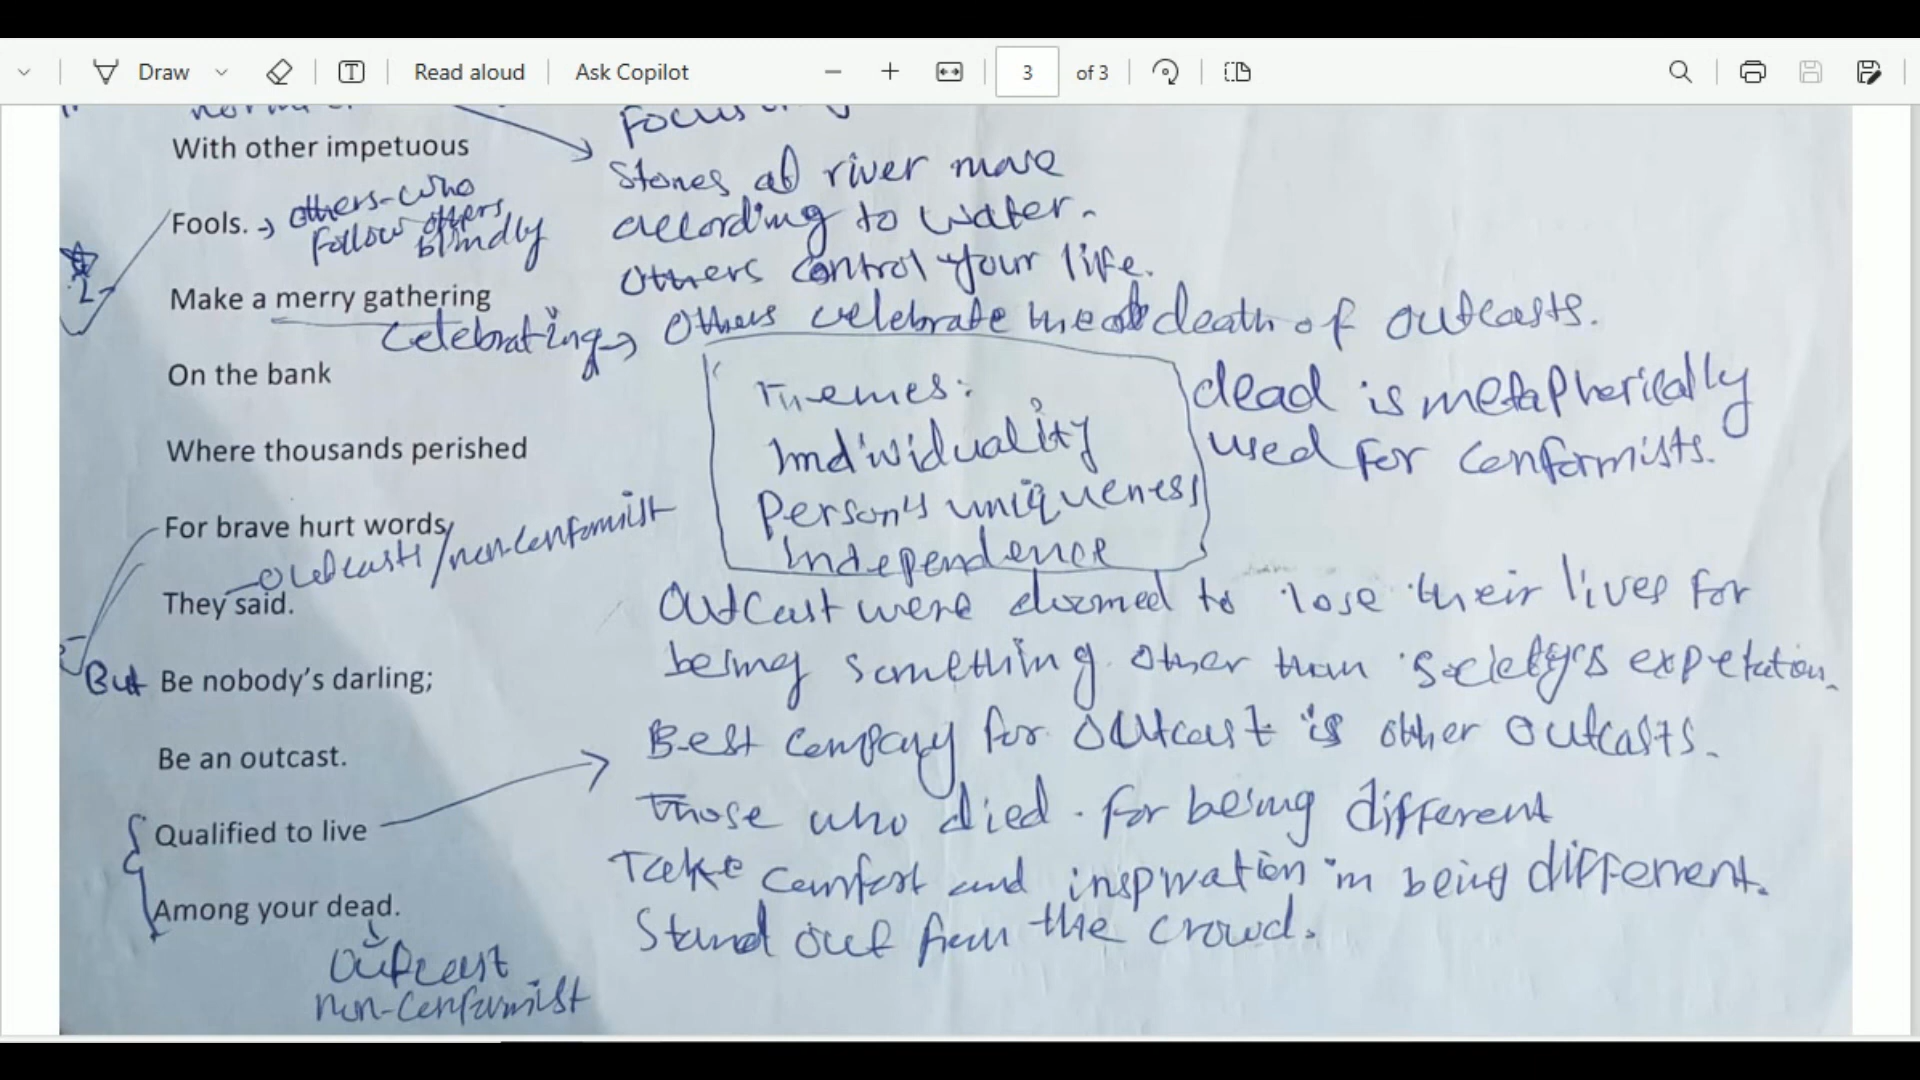 Draw
Read aloud
Ask Copilot
3
of 3
Focus
With other impetuous
Stones at river move
according to water.
Fools. → others-who
follow others
blindly
Others control your life.
Make a merry gathering
Celebrating → Others celebrate the death of outcasts.
On the bank
Themes:
Individuality
Person's uniqueness
Independence
dead is metaphorically
used for conformists.
Where thousands perished
For brave hurt words
outcasts/non-conformist
They said.
Outcast were doomed to lose their lives for
being something other than society's expetation.
But Be nobody's darling;
Best company for outcast is other outcasts.
Be an outcast.
Those who died. for being different
Qualified to live
Take comfort and inspiration in being different.
Among your dead.
Stand out from the crowd.
outcast
non-conformist